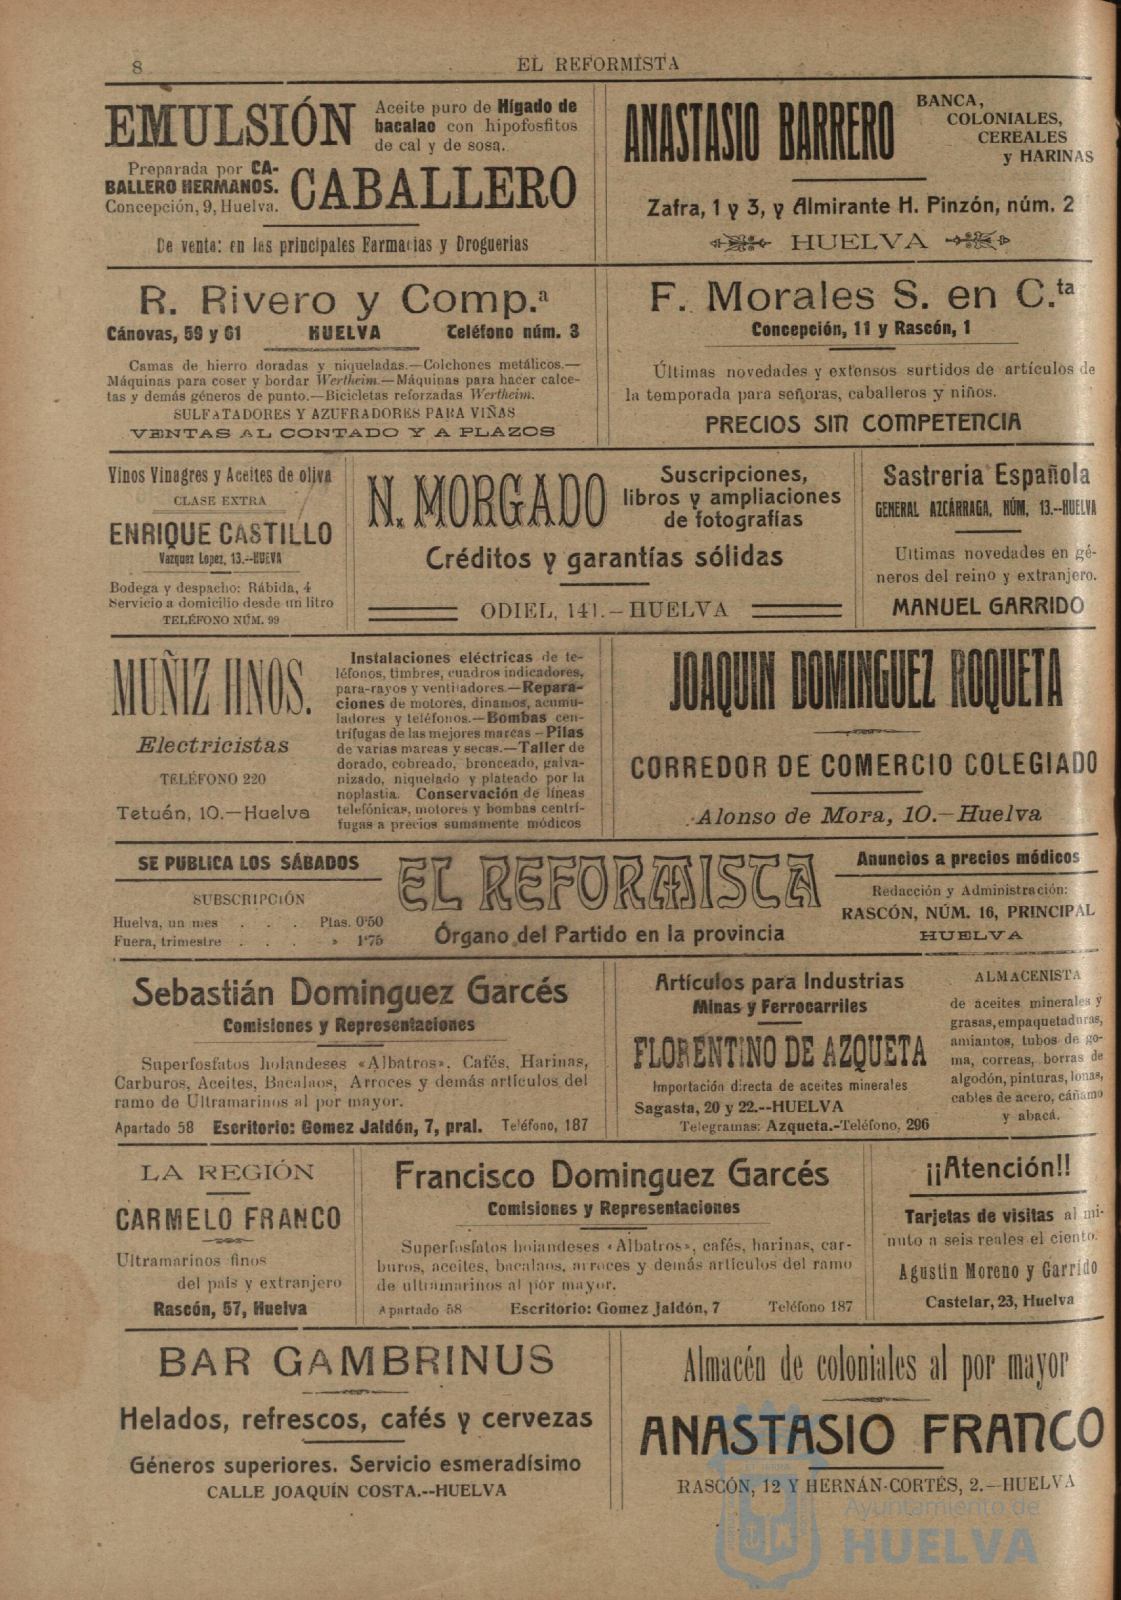 8
EL REFORMISTA
EMULSIÓN
Aceite puro de Hígado de
bacalao con hipofosfitos
de cal y de sosa.
Preparada por CA-
BALLERO HERMANOS.
Concepción, 9, Huelva.
CABALLERO
De venta: en las principales Farmacias y Droguerias
ANASTASIO BARRERO
BANCA,
COLONIALES,
CEREALES
y HARINAS
Zafra, 1 y 3, y Almirante H. Pinzón, núm. 2
HUELVA
R. Rivero y Comp.ª
Cánovas, 59 y 61 HUELVA Teléfono núm. 3
Camas de hierro doradas y niqueladas.—Colchones metálicos.—
Máquinas para coser y bordar Wertheim.—Máquinas para hacer calce-
tas y demás géneros de punto.—Bicicletas reforzadas Wertheim.
SULFATADORES Y AZUFRADORES PARA VIÑAS
VENTAS AL CONTADO Y A PLAZOS
F. Morales S. en C.ta
Concepción, 11 y Rascón, 1
Últimas novedades y extensos surtidos de artículos de
la temporada para señoras, caballeros y niños.
PRECIOS SIN COMPETENCIA
Vinos Vinagres y Aceites de oliva
CLASE EXTRA
ENRIQUE CASTILLO
Vazquez Lopez, 13.--HUEVA
Bodega y despacho: Rábida, 4
Servicio a domicilio desde un litro
TELÉFONO NÚM. 99
N. MORGADO
Suscripciones,
libros y ampliaciones
de fotografías
Créditos y garantías sólidas
ODIEL, 141.—HUELVA
Sastrería Española
GENERAL AZCÁRRAGA, NÚM, 13.--HUELVA
Ultimas novedades en gé-
neros del reino y extranjero.
MANUEL GARRIDO
MUÑIZ HNOS.
Electricistas
TELÉFONO 220
Tetuán, 10.—Huelva
Instalaciones eléctricas de te-
léfonos, timbres, cuadros indicadores,
para-rayos y ventiladores.—Repara-
ciones de motores, dinamos, acumu-
ladores y teléfonos.—Bombas cen-
trífugas de las mejores marcas — Pilas
de varias marcas y secas.—Taller de
dorado, cobreado, bronceado, galva-
nizado, niquelado y plateado por la
noplastia. Conservación de líneas
telefónicas, motores y bombas centrí-
fugas a precios sumamente módicos
JOAQUIN DOMINGUEZ ROQUETA
CORREDOR DE COMERCIO COLEGIADO
Alonso de Mora, 10.—Huelva
SE PUBLICA LOS SÁBADOS
SUBSCRIPCIÓN
Huelva, un mes . . . Ptas. 0'50
Fuera, trimestre . . . » 1'75
EL REFORMISTA
Órgano del Partido en la provincia
Anuncios a precios módicos
Redacción y Administración:
RASCÓN, NÚM. 16, PRINCIPAL
HUELVA
Sebastián Dominguez Garcés
Comisiones y Representaciones
Superfosfatos holandeses «Albatros». Cafés, Harinas,
Carburos, Aceites, Bacalaos, Arroces y demás artículos del
ramo de Ultramarinos al por mayor.
Apartado 58 Escritorio: Gomez Jaldón, 7, pral. Teléfono, 187
Artículos para Industrias
Minas y Ferrocarriles
FLORENTINO DE AZQUETA
Importación directa de aceites minerales
Sagasta, 20 y 22.--HUELVA
Telegramas: Azqueta.-Teléfono, 296
ALMACENISTA
de aceites minerales y
grasas, empaquetaduras,
amiantos, tubos de go-
ma, correas, borras de
algodón, pinturas, lonas,
cables de acero, cáñamo
y abacá.
LA REGIÓN
CARMELO FRANCO
Ultramarinos finos
del país y extranjero
Rascón, 57, Huelva
Francisco Dominguez Garcés
Comisiones y Representaciones
Superfosfatos holandeses «Albatros», cafés, harinas, car-
buros, aceites, bacalaos, arroces y demás artículos del ramo
de ultramarinos al por mayor.
Apartado 58 Escritorio: Gomez Jaldón, 7 Teléfono 187
¡¡Atención!!
Tarjetas de visitas al mi-
nuto a seis reales el ciento.
Agustin Moreno y Garrido
Castelar, 23, Huelva
BAR GAMBRINUS
Helados, refrescos, cafés y cervezas
Géneros superiores. Servicio esmeradísimo
CALLE JOAQUÍN COSTA.--HUELVA
Almacén de coloniales al por mayor
ANASTASIO FRANCO
RASCÓN, 12 Y HERNÁN-CORTÉS, 2.—HUELVA
Ayuntamiento de
HUELVA